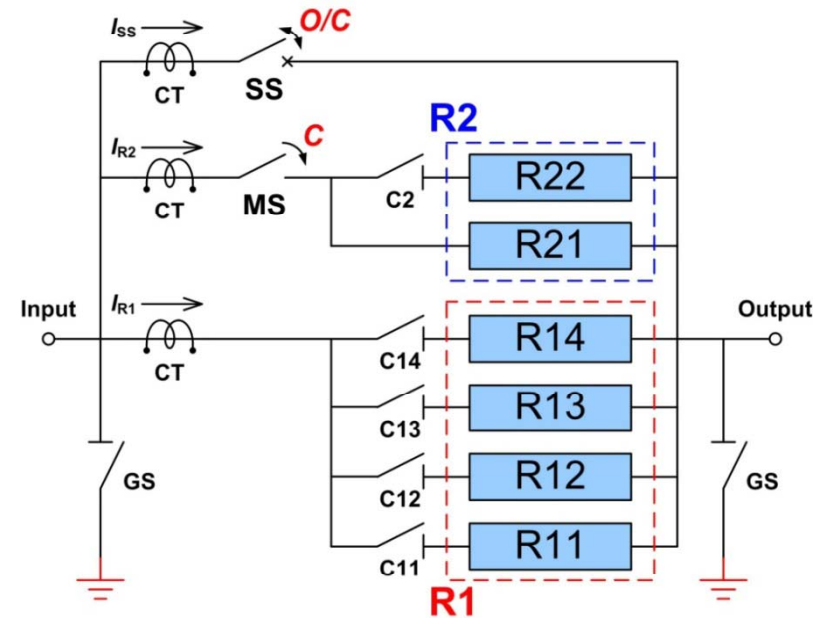 ISS
O/C
CT
SS
R2
IR2
C
CT
MS
C2
R22
R21
Input
IR1
Output
CT
C14
R14
C13
R13
GS
C12
R12
GS
C11
R11
R1